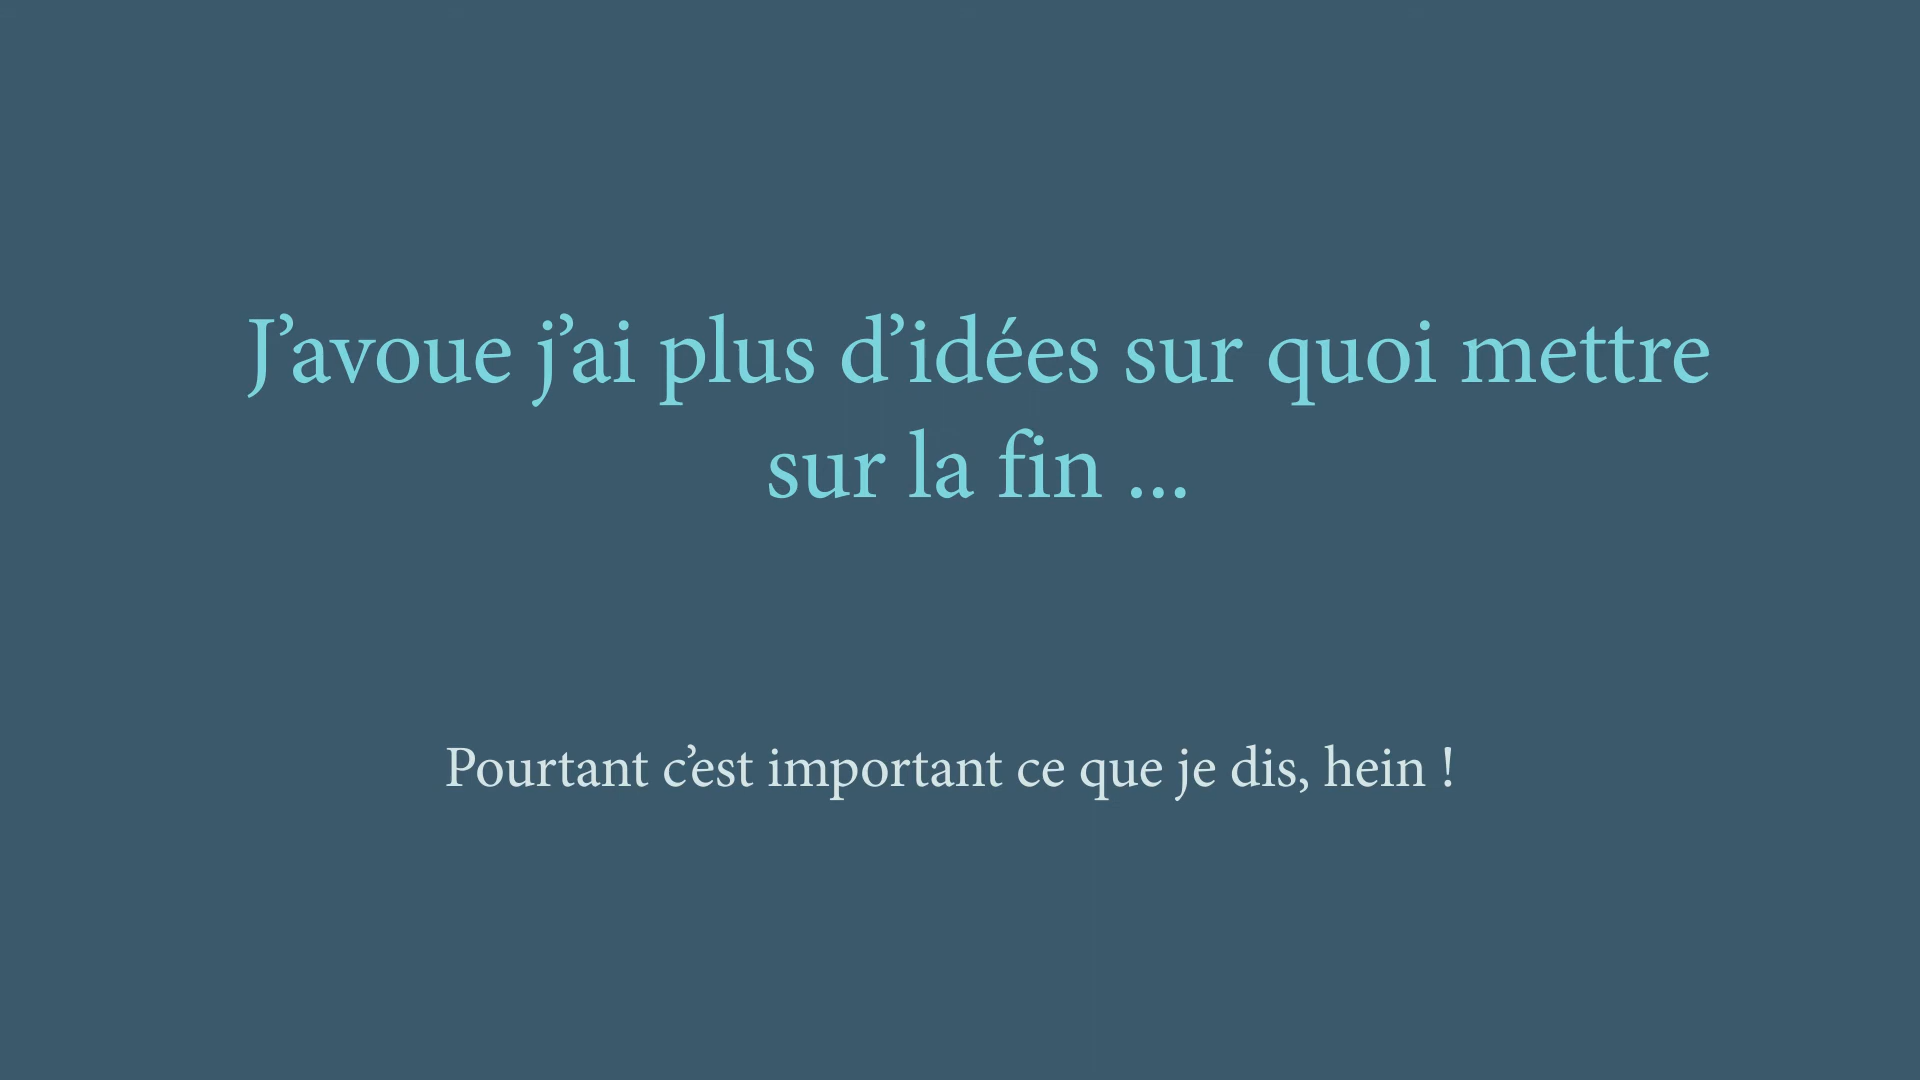 J’avoue j’ai plus d’idées sur quoi mettre
sur la fin ...
Pourtant c’est important ce que je dis, hein !